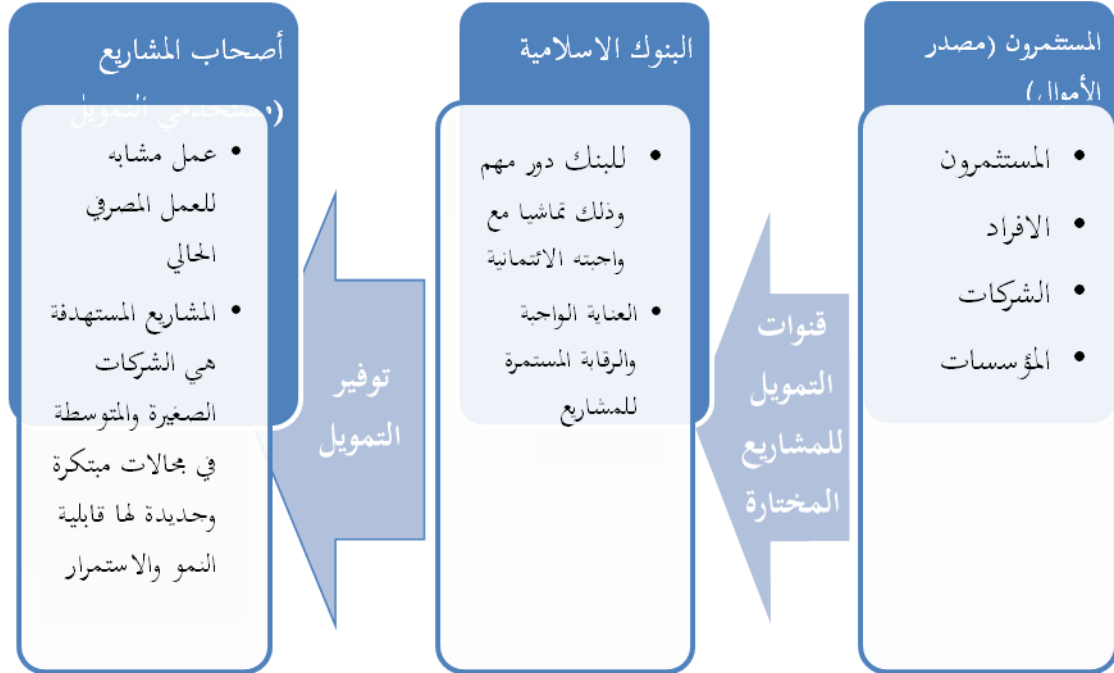 المستثمرون (مصدر
الأموال)
• المستثمرون
• الافراد
• الشركات
• المؤسسات
قنوات
التمويل
للمشاريع
المختارة
البنوك الاسلامية
• للبنك دور مهم
وذلك تماشيا مع
واجبته الائتمانية
• العناية الواجبة
والرقابة المستمرة
للمشاريع
توفير
التمويل
أصحاب المشاريع
(مستخدمي التمويل
• عمل مشابه
للعمل المصرفي
الحالي
• المشاريع المستهدفة
هي الشركات
الصغيرة والمتوسطة
في مجالات مبتكرة
وجديدة لها قابلية
النمو والاستمرار